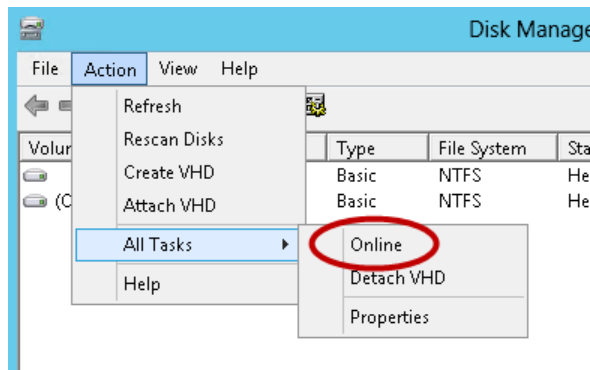 Disk Manage
File Action View Help
Refresh
Rescan Disks
Create VHD
Attach VHD
All Tasks
Help
Volur
Type File System Sta
Basic NTFS He
(C Basic NTFS He
Online
Detach VHD
Properties